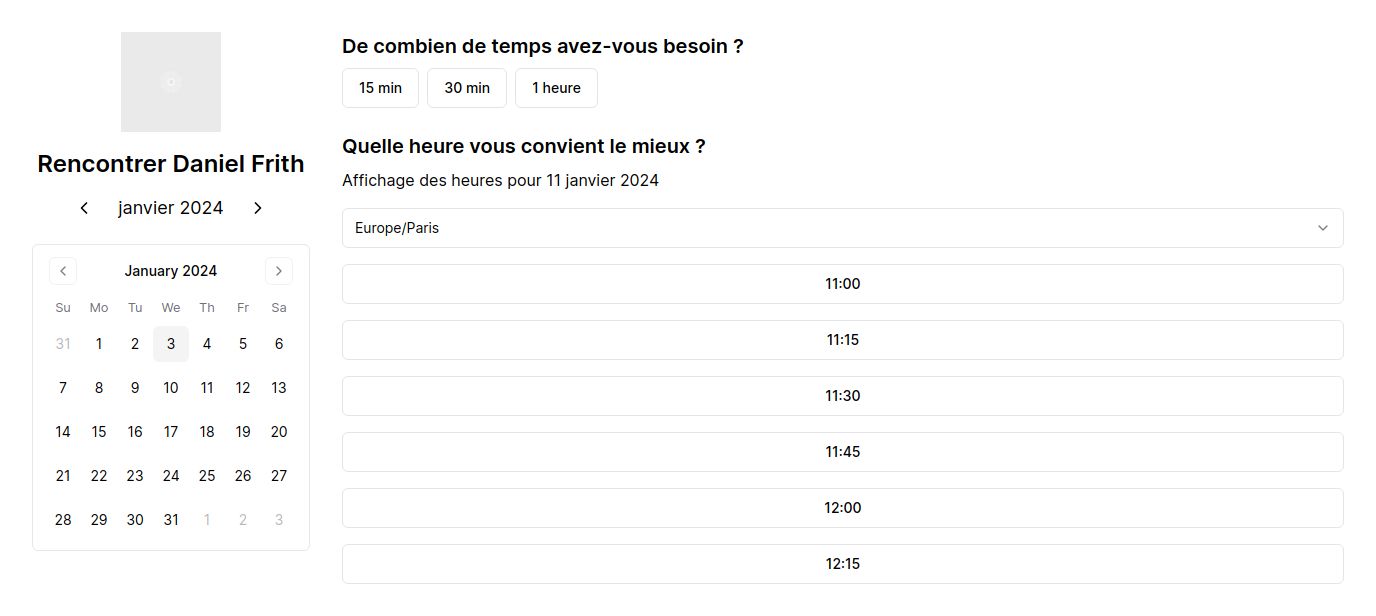 Rencontrer Daniel Frith
janvier 2024
January 2024
Su Mo Tu We Th Fr Sa
31 1 2 3 4 5 6
7 8 9 10 11 12 13
14 15 16 17 18 19 20
21 22 23 24 25 26 27
28 29 30 31 1 2 3
De combien de temps avez-vous besoin ?
15 min 30 min 1 heure
Quelle heure vous convient le mieux ?
Affichage des heures pour 11 janvier 2024
Europe/Paris
11:00
11:15
11:30
11:45
12:00
12:15